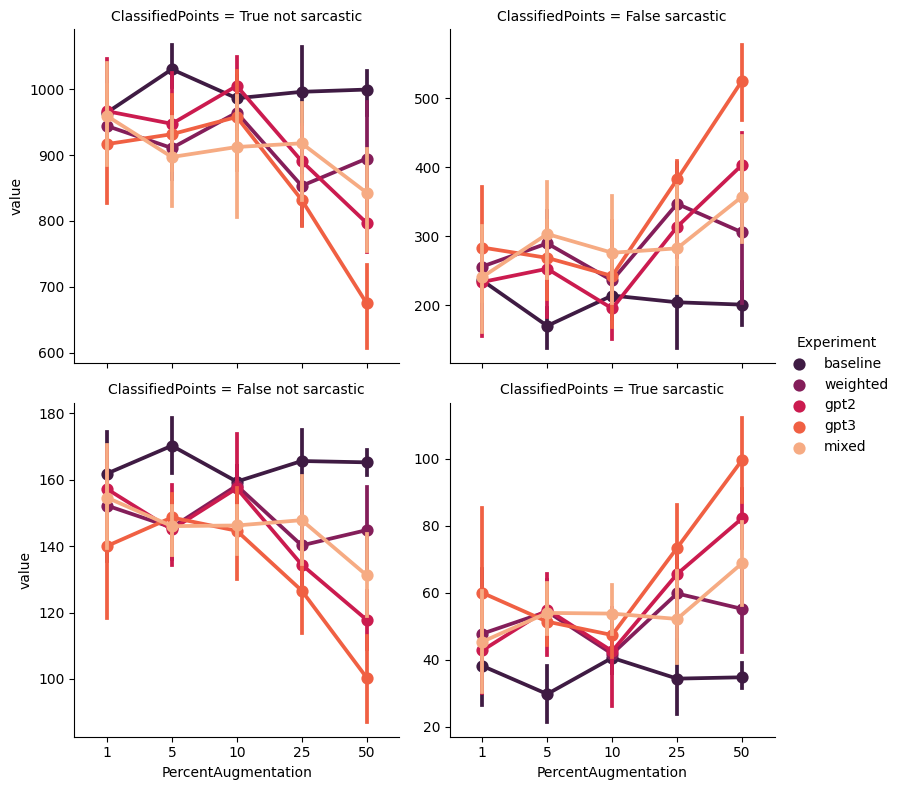 ClassifiedPoints = True not sarcastic
ClassifiedPoints = False sarcastic
1000
900
800
700
600
value
500
400
300
200
Experiment
baseline
weighted
gpt2
gpt3
mixed
ClassifiedPoints = False not sarcastic
ClassifiedPoints = True sarcastic
180
160
140
120
100
value
1 5 10 25 50
PercentAugmentation
100
80
60
40
20
1 5 10 25 50
PercentAugmentation